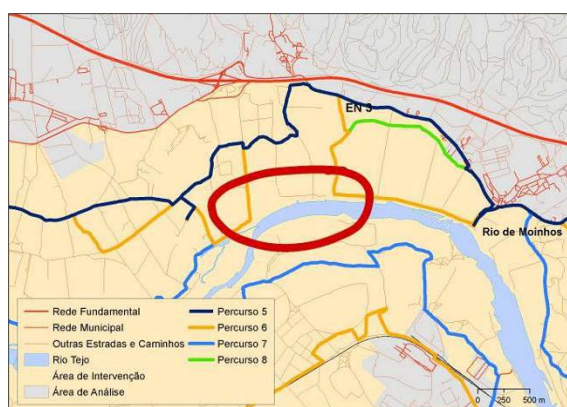 EN 3
Rio de Moinhos
Rede Fundamental
Rede Municipal
Outras Estradas e Caminhos
Rio Tejo
Área de Intervenção
Área de Análise
Percurso 5
Percurso 6
Percurso 7
Percurso 8
0 250 500 m